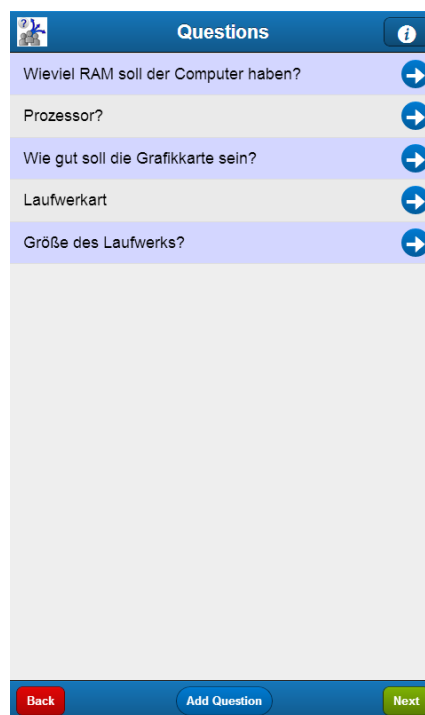 Questions
Wieviel RAM soll der Computer haben?
Prozessor?
Wie gut soll die Grafikkarte sein?
Laufwerkart
Größe des Laufwerks?
Back
Add Question
Next